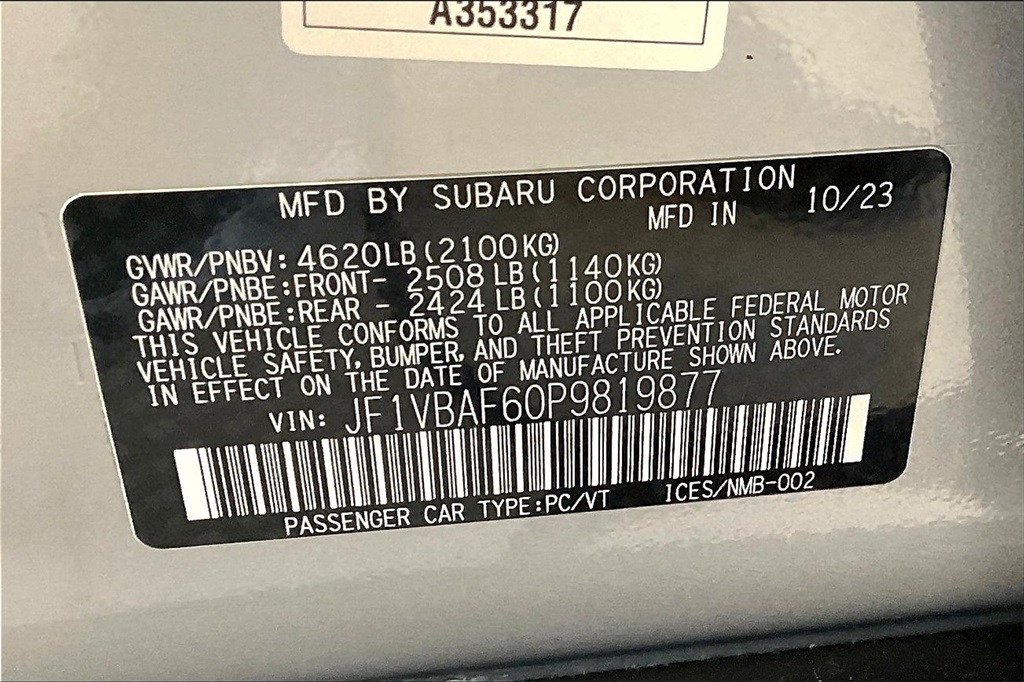 A353317
MFD BY SUBARU CORPORATION
MFD IN 10/23
GVWR/PNBV: 4620LB(2100KG)
GAWR/PNBE:FRONT- 2508LB(1140KG)
GAWR/PNBE:REAR - 2424LB(1100KG)
THIS VEHICLE CONFORMS TO ALL APPLICABLE FEDERAL MOTOR
VEHICLE SAFETY, BUMPER, AND THEFT PREVENTION STANDARDS
IN EFFECT ON THE DATE OF MANUFACTURE SHOWN ABOVE.
VIN: JF1VBAF60P9819877
PASSENGER CAR TYPE:PC/VT ICES/NMB-002